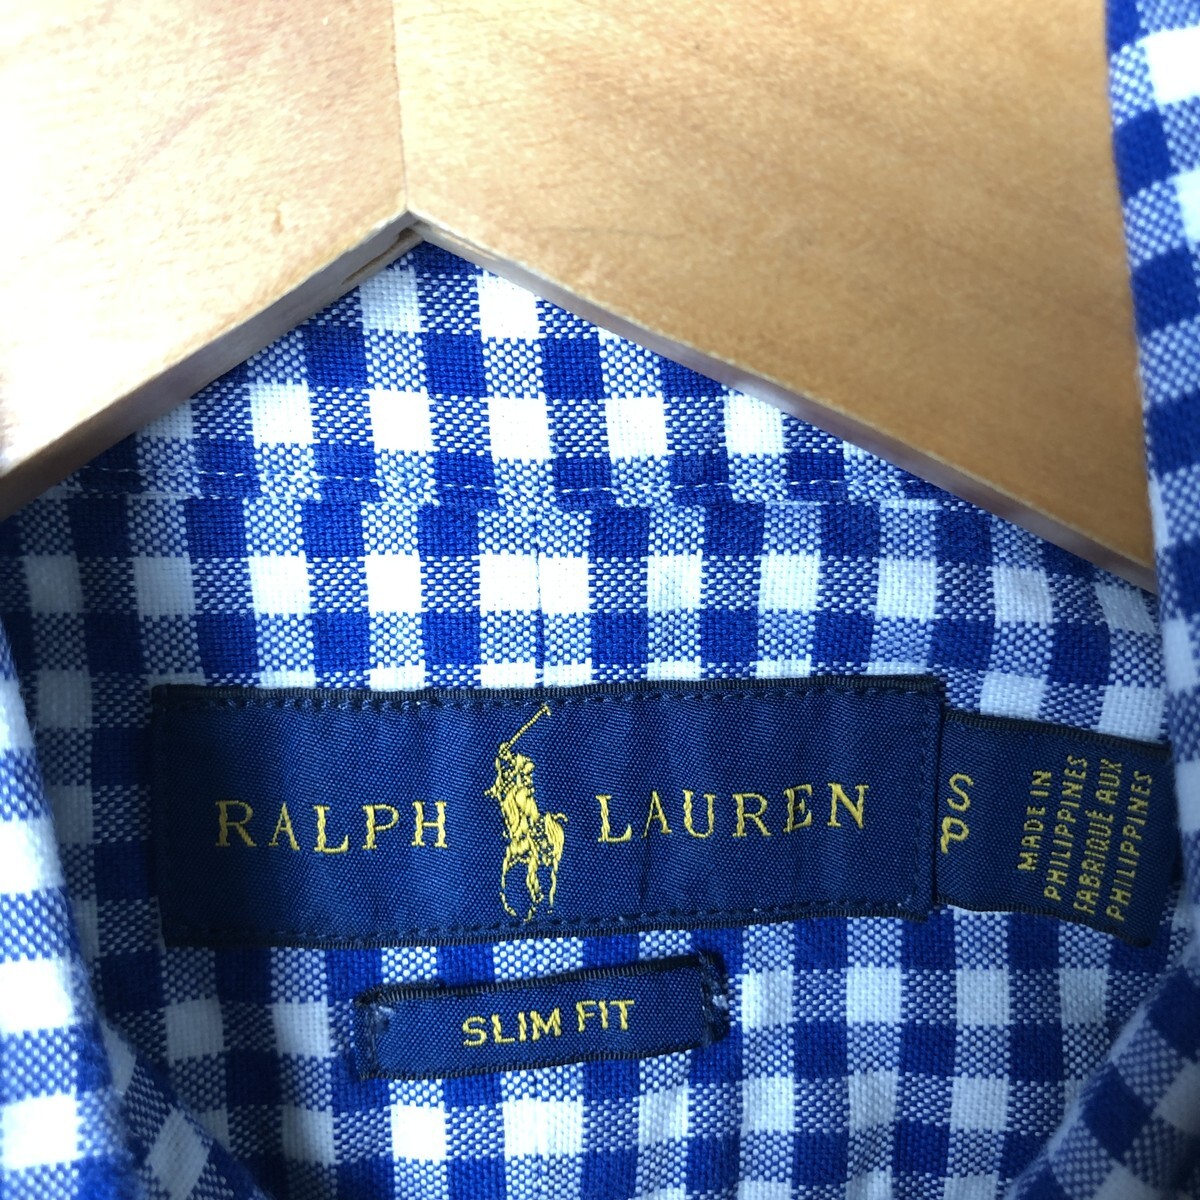 RALPH LAUREN
S P
MADE IN
PHILIPPINES
FABRIQUÉ AUX
PHILIPPINES
SLIM FIT